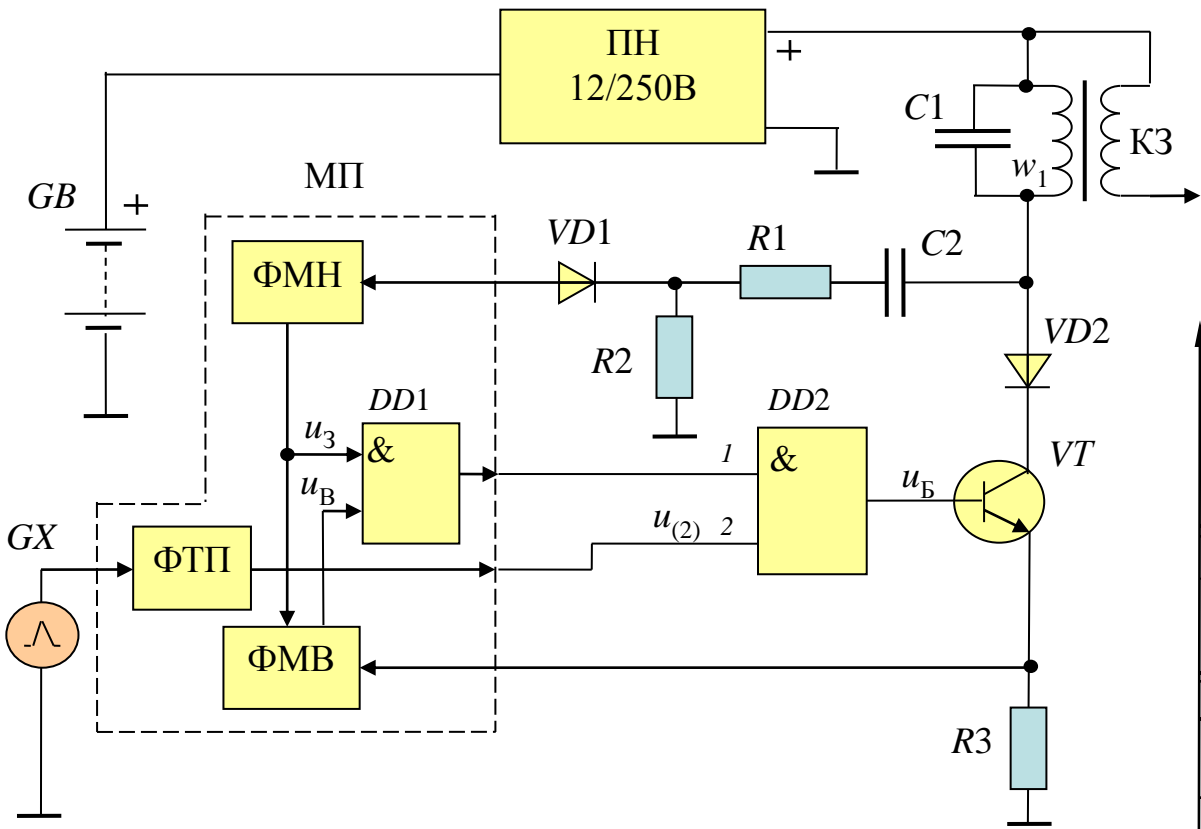 ПН
12/250В
+
C1
КЗ
w1
МП
GB
+
VD1
R1
C2
ФМН
VD2
R2
DD1
DD2
uЗ
&
1
&
VT
uВ
uБ
GX
u(2)
2
ФТП
ФМВ
R3